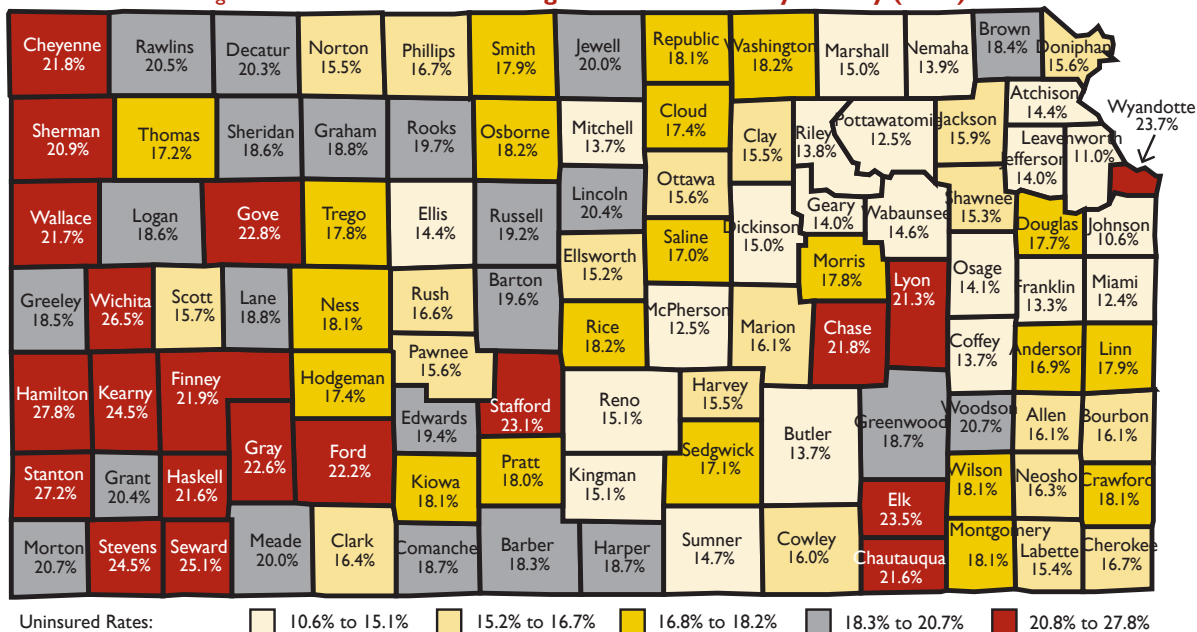 Cheyenne
21.8%
Rawlins
20.5%
Decatur
20.3%
Norton
15.5%
Phillips
16.7%
Smith
17.9%
Jewell
20.0%
Republic
18.1%
Washington
18.2%
Marshall
15.0%
Nemaha
13.9%
Brown
18.4%
Doniphan
15.6%
Atchison
14.4%
Wyandotte
23.7%
Sherman
20.9%
Thomas
17.2%
Sheridan
18.6%
Graham
18.8%
Rooks
19.7%
Osborne
18.2%
Mitchell
13.7%
Cloud
17.4%
Clay
15.5%
Riley
13.8%
Pottawatomie
12.5%
Jackson
15.9%
Jefferson
14.0%
Leavenworth
11.0%
Wallace
21.7%
Logan
18.6%
Gove
22.8%
Trego
17.8%
Ellis
14.4%
Russell
19.2%
Lincoln
20.4%
Ottawa
15.6%
Saline
17.0%
Dickinson
15.0%
Geary
14.0%
Wabaunsee
14.6%
Shawnee
15.3%
Douglas
17.7%
Johnson
10.6%
Ellsworth
15.2%
Morris
17.8%
Greeley
18.5%
Wichita
26.5%
Scott
15.7%
Lane
18.8%
Ness
18.1%
Rush
16.6%
Barton
19.6%
Rice
18.2%
McPherson
12.5%
Marion
16.1%
Chase
21.8%
Lyon
21.3%
Osage
14.1%
Franklin
13.3%
Miami
12.4%
Coffey
13.7%
Anderson
16.9%
Linn
17.9%
Hamilton
27.8%
Kearny
24.5%
Finney
21.9%
Hodgeman
17.4%
Pawnee
15.6%
Edwards
19.4%
Stafford
23.1%
Reno
15.1%
Harvey
15.5%
Sedgwick
17.1%
Butler
13.7%
Greenwood
18.7%
Woodson
20.7%
Allen
16.1%
Bourbon
16.1%
Gray
22.6%
Ford
22.2%
Stanton
27.2%
Grant
20.4%
Haskell
21.6%
Kiowa
18.1%
Pratt
18.0%
Kingman
15.1%
Elk
23.5%
Wilson
18.1%
Neosho
16.3%
Crawford
18.1%
Morton
20.7%
Stevens
24.5%
Seward
25.1%
Meade
20.0%
Clark
16.4%
Comanche
18.7%
Barber
18.3%
Harper
18.7%
Sumner
14.7%
Cowley
16.0%
Chautauqua
21.6%
Montgomery
18.1%
Labette
15.4%
Cherokee
16.7%
Uninsured Rates: 10.6% to 15.1% 15.2% to 16.7% 16.8% to 18.2% 18.3% to 20.7% 20.8% to 27.8%